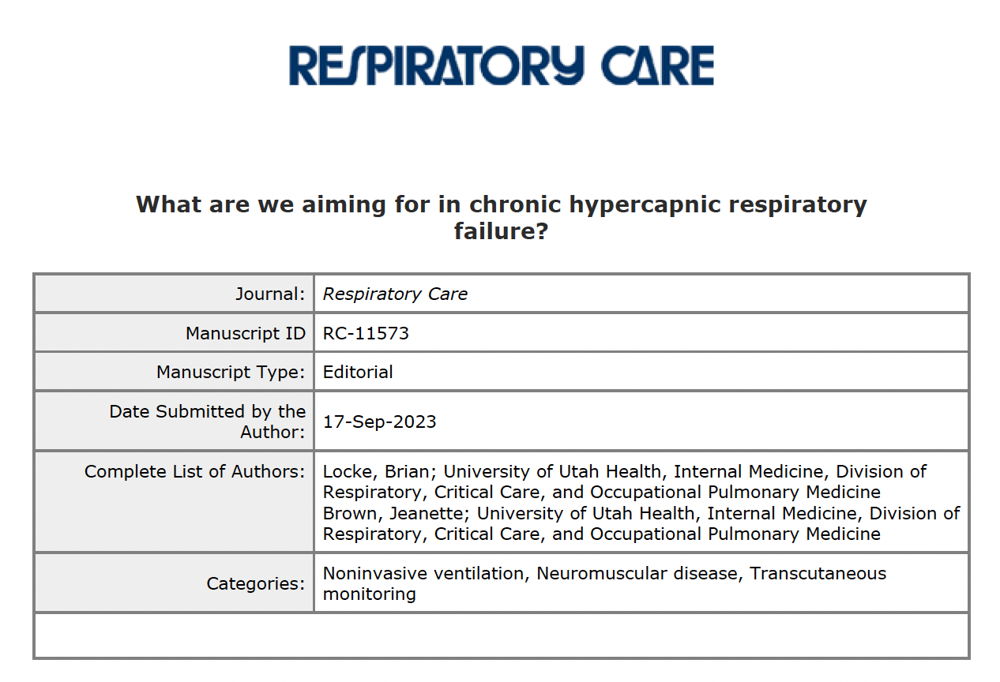 RESPIRATORY CARE
What are we aiming for in chronic hypercapnic respiratory
failure?
Journal: Respiratory Care
Manuscript ID RC-11573
Manuscript Type: Editorial
Date Submitted by the
Author: 17-Sep-2023
Complete List of Authors: Locke, Brian; University of Utah Health, Internal Medicine, Division of
Respiratory, Critical Care, and Occupational Pulmonary Medicine
Brown, Jeanette; University of Utah Health, Internal Medicine, Division of
Respiratory, Critical Care, and Occupational Pulmonary Medicine
Categories: Noninvasive ventilation, Neuromuscular disease, Transcutaneous
monitoring